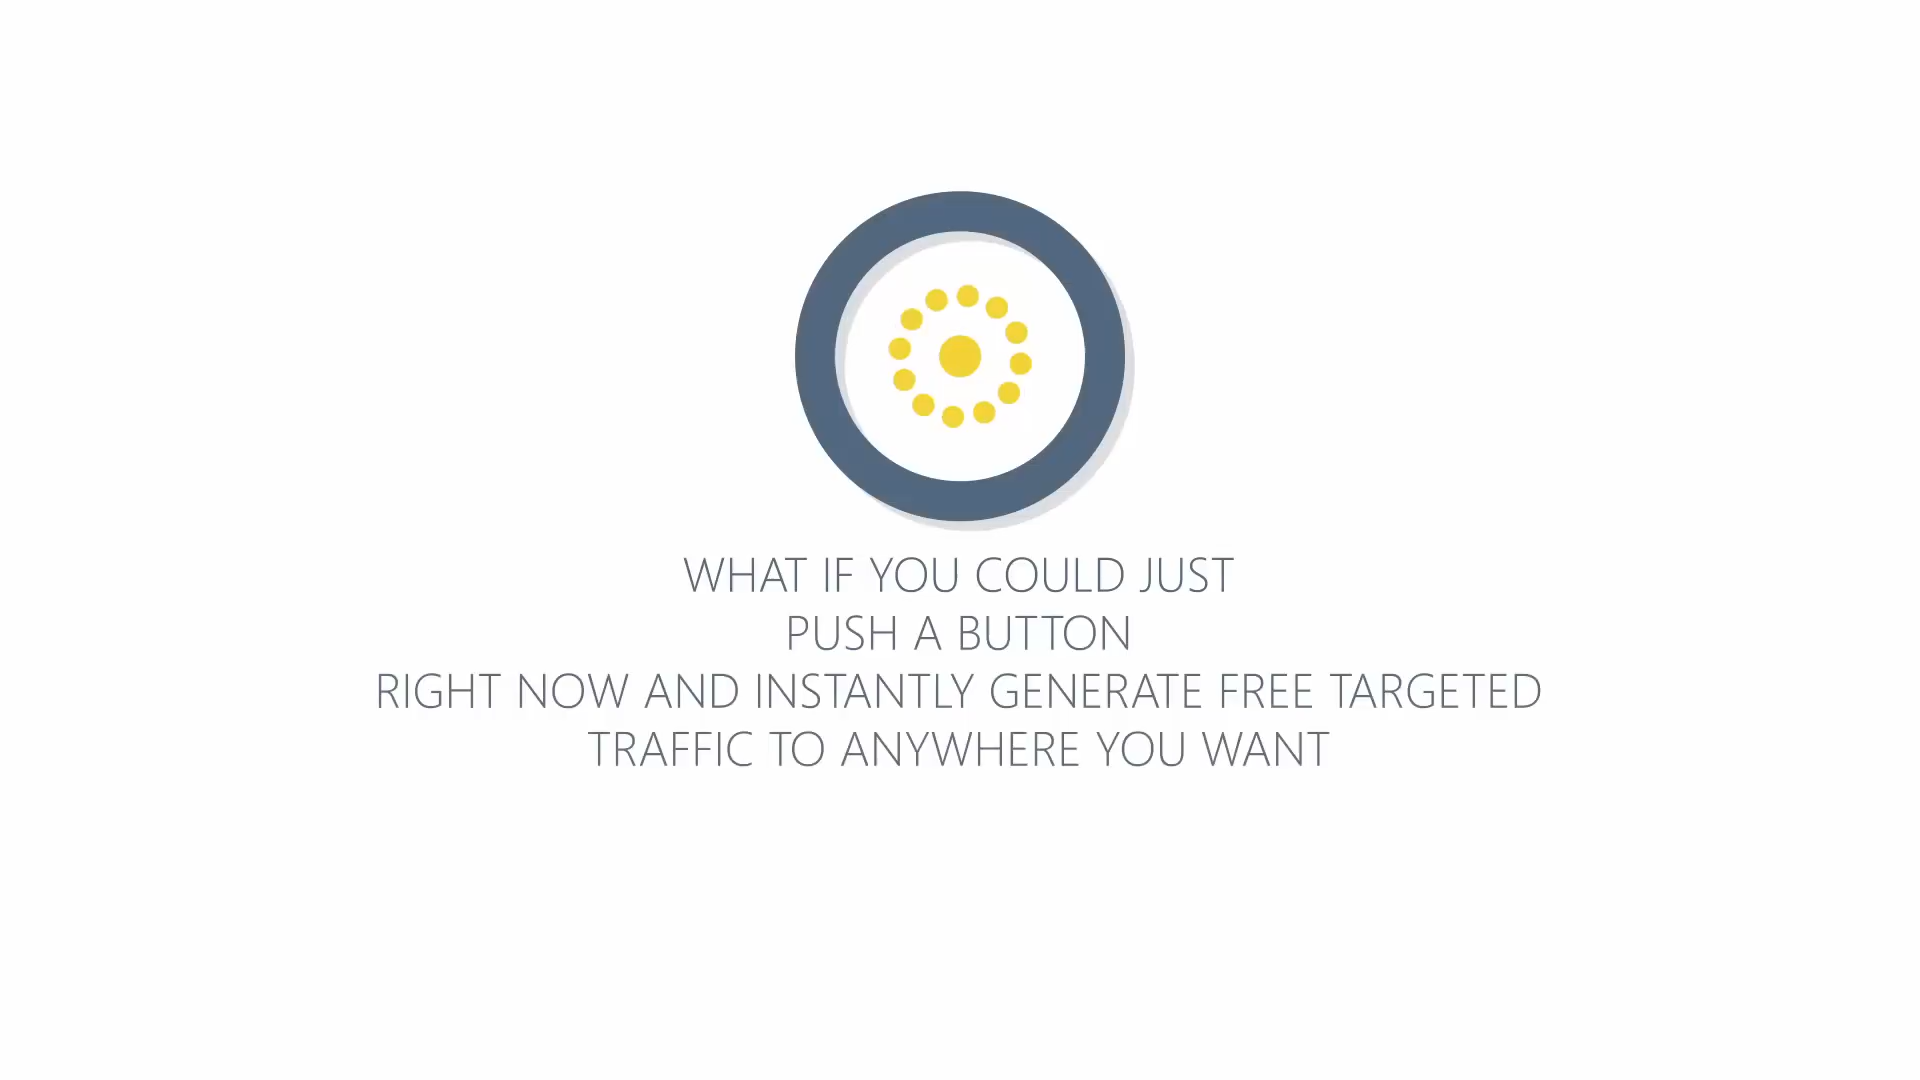 WHAT IF YOU COULD JUST
PUSH A BUTTON
RIGHT NOW AND INSTANTLY GENERATE FREE TARGETED
TRAFFIC TO ANYWHERE YOU WANT